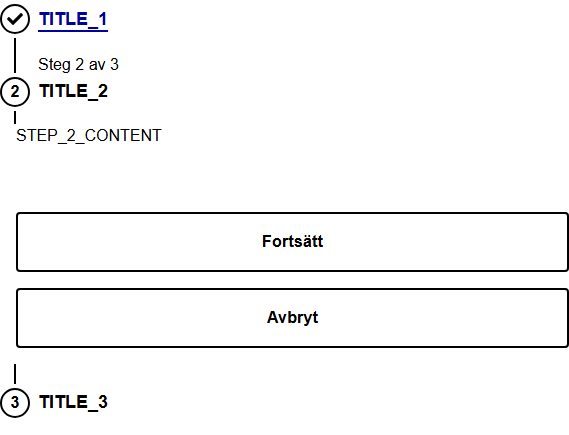 TITLE_1
Steg 2 av 3
2 TITLE_2
STEP_2_CONTENT
Fortsätt
Avbryt
3 TITLE_3